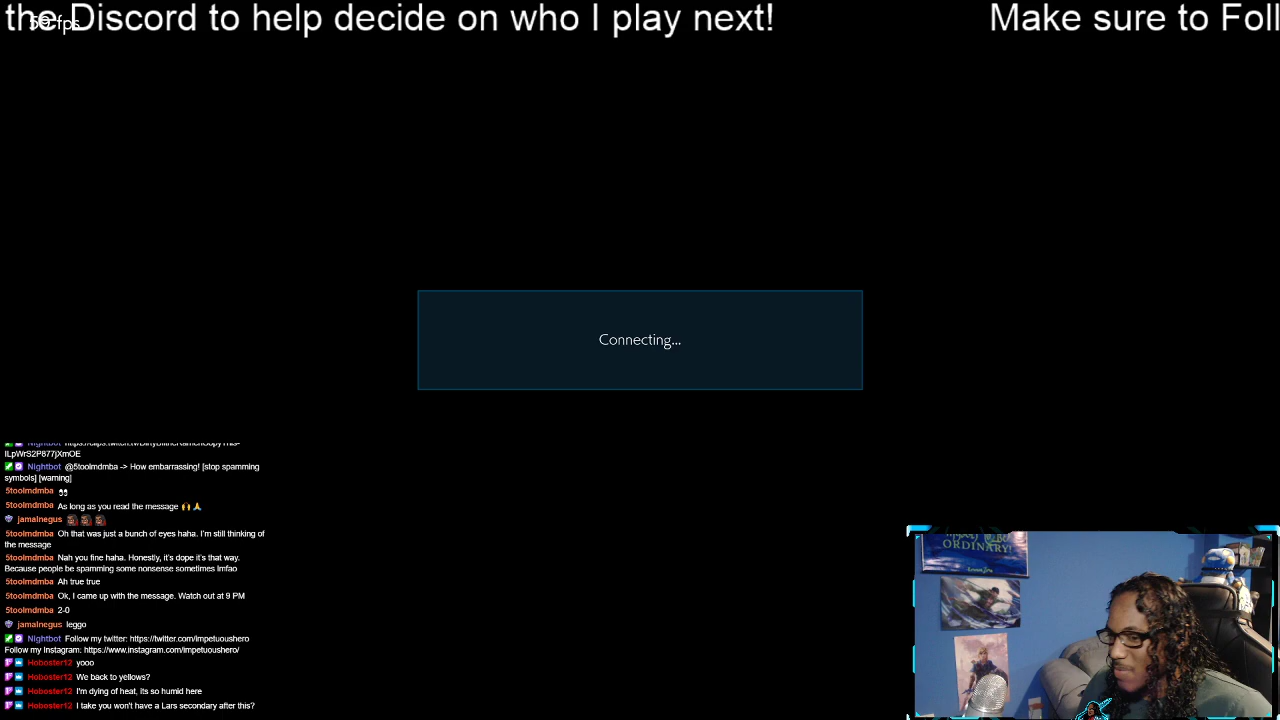 the Discord to help decide on who I play next!
Make sure to Foll
59 fps
Connecting...
ILpWrS2P877jXmOE
Nightbot @5toolmdmba -> How embarrassing! [stop spamming
symbols] [warning]
5toolmdmba 👀
5toolmdmba As long as you read the message 🙌 🙏
jamalnegus
5toolmdmba Oh that was just a bunch of eyes haha. I'm still thinking of
the message
5toolmdmba Nah you fine haha. Honestly, it's dope it's that way.
Because people be spamming some nonsense sometimes lmfao
5toolmdmba Ah true true
5toolmdmba Ok, I came up with the message. Watch out at 9 PM
5toolmdmba 2-0
jamalnegus leggo
Nightbot Follow my twitter: https://twitter.com/impetuoushero
Follow my Instagram: https://www.instagram.com/impetuoushero/
Hoboster12 yooo
Hoboster12 We back to yellows?
Hoboster12 I'm dying of heat, its so humid here
Hoboster12 I take you won't have a Lars secondary after this?
ORDINARY!